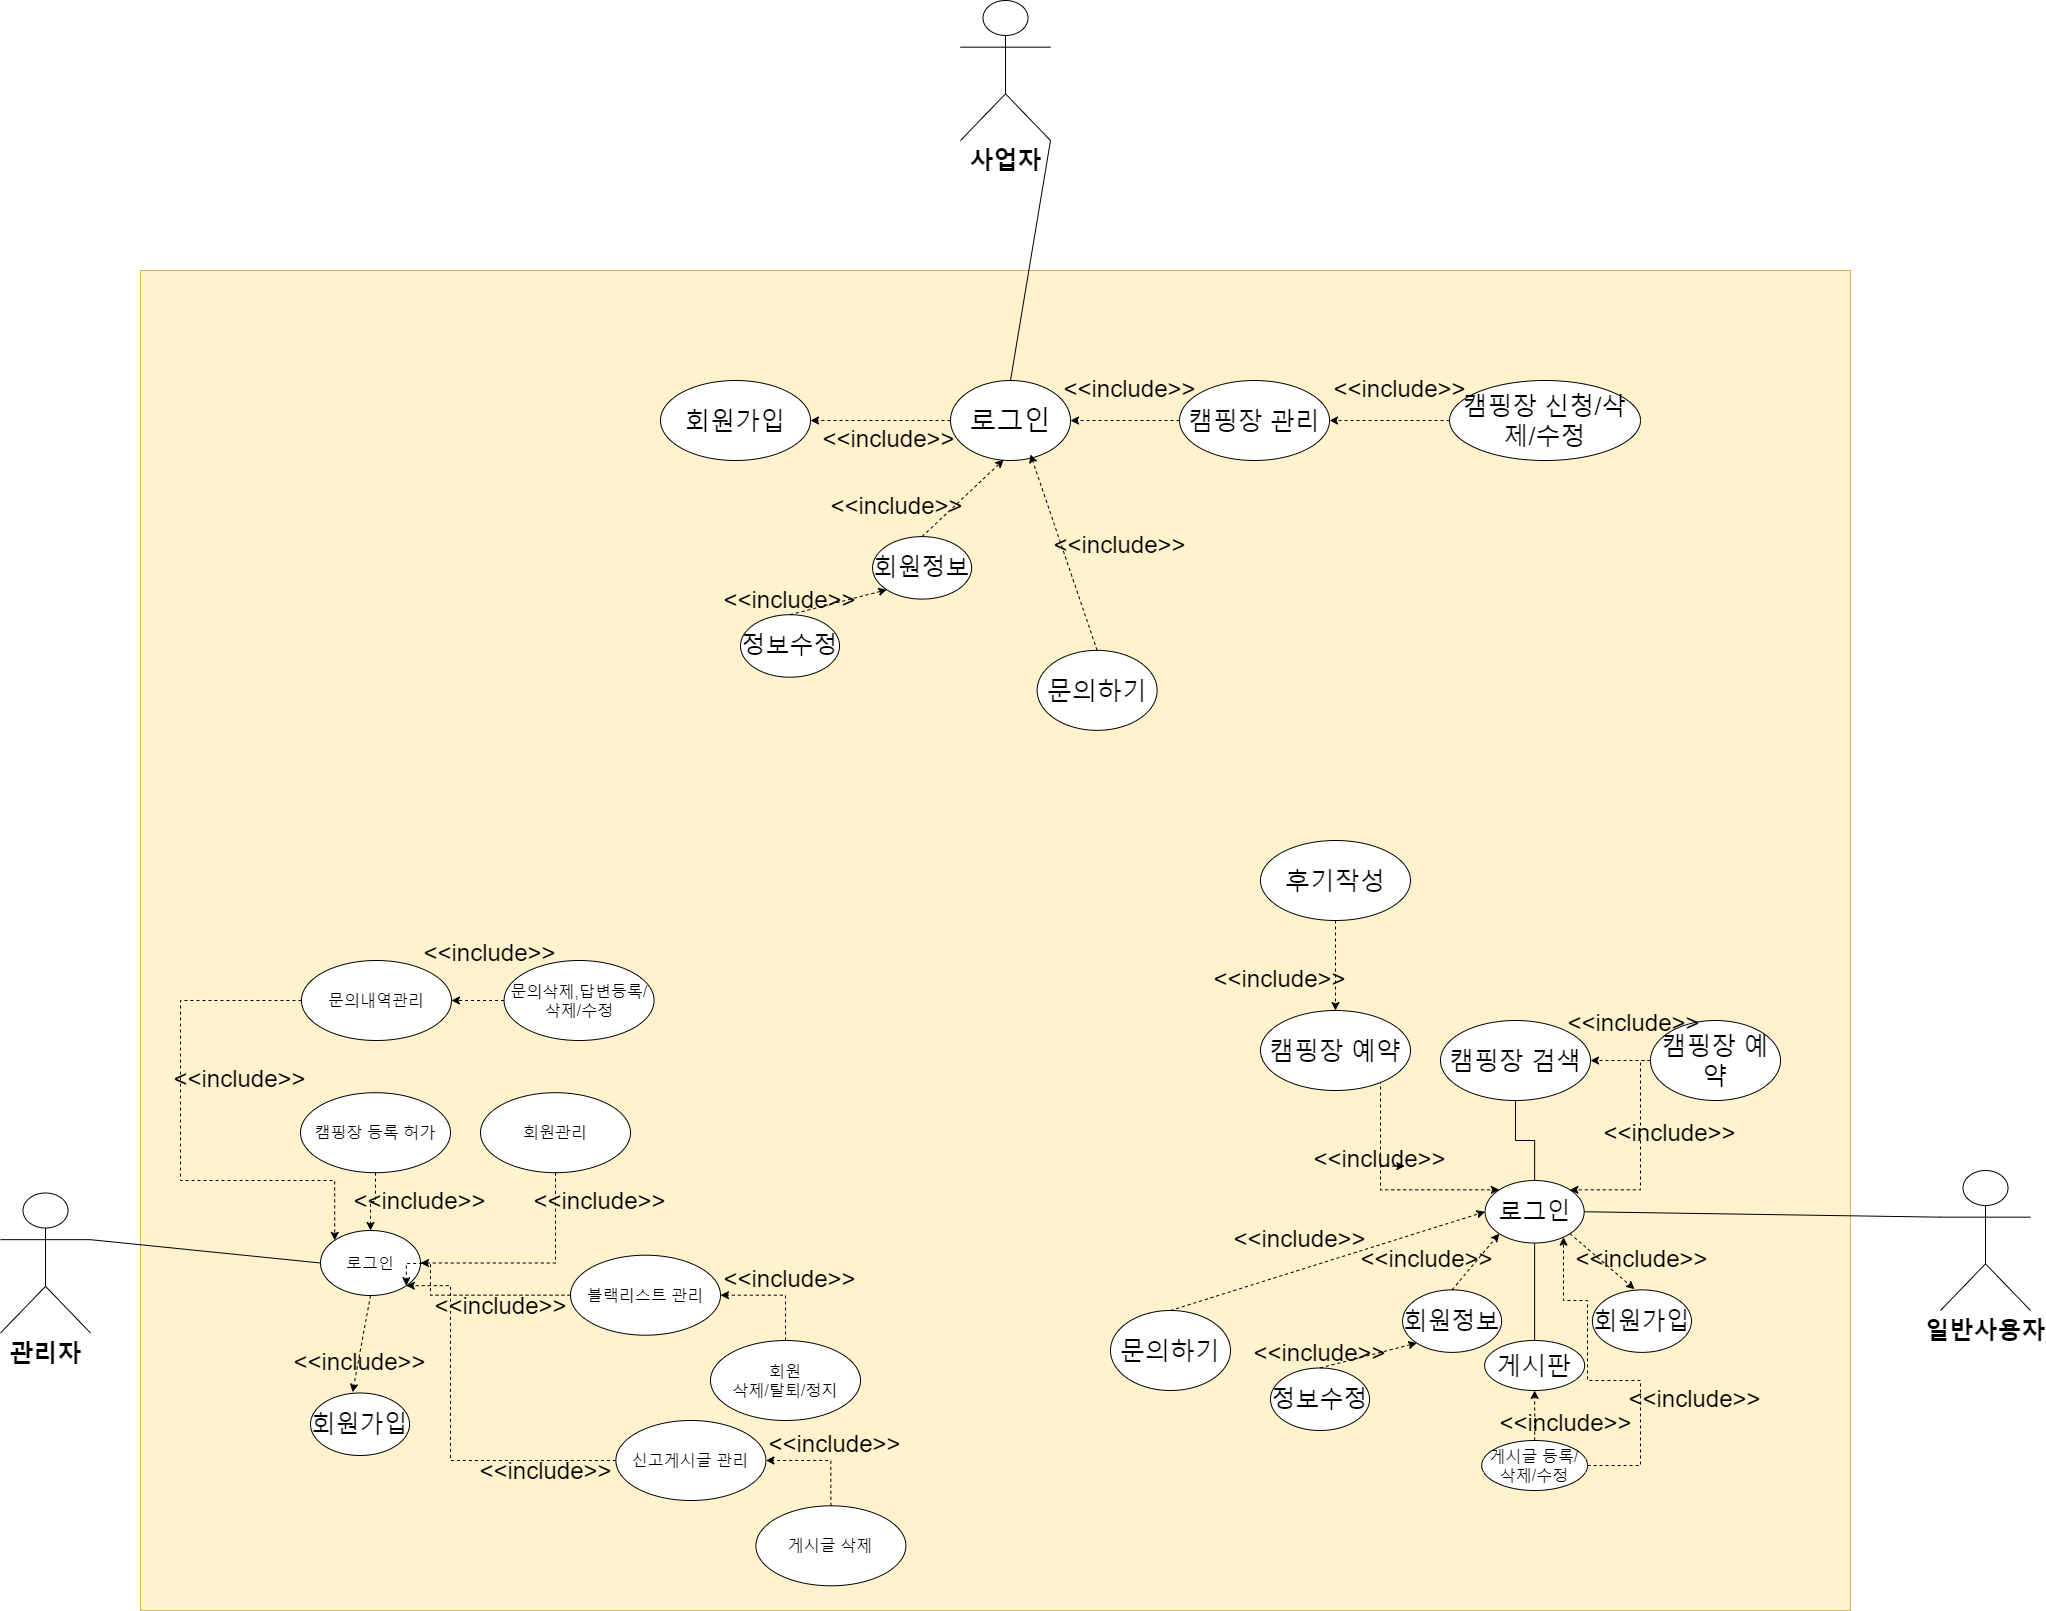 사업자
회원가입
로그인
<<include>>
캠핑장 관리
<<include>>
캠핑장 신청/삭
제/수정
<<include>>
<<include>>
회원정보
<<include>>
<<include>>
정보수정
문의하기
후기작성
<<include>>
캠핑장 예약
캠핑장 검색
<<include>>
캠핑장 예
약
<<include>>
<<include>>
로그인
<<include>>
<<include>>
<<include>>
회원정보
회원가입
문의하기
<<include>>
정보수정
게시판
<<include>>
<<include>>
게시글 등록/
삭제/수정
일반사용자
<<include>>
문의내역관리
문의삭제,답변등록/
삭제/수정
<<include>>
캠핑장 등록 허가
회원관리
<<include>>
<<include>>
로그인
관리자
<<include>>
블랙리스트 관리
<<include>>
<<include>>
회원가입
회원
삭제/탈퇴/정지
<<include>>
신고게시글 관리
<<include>>
게시글 삭제